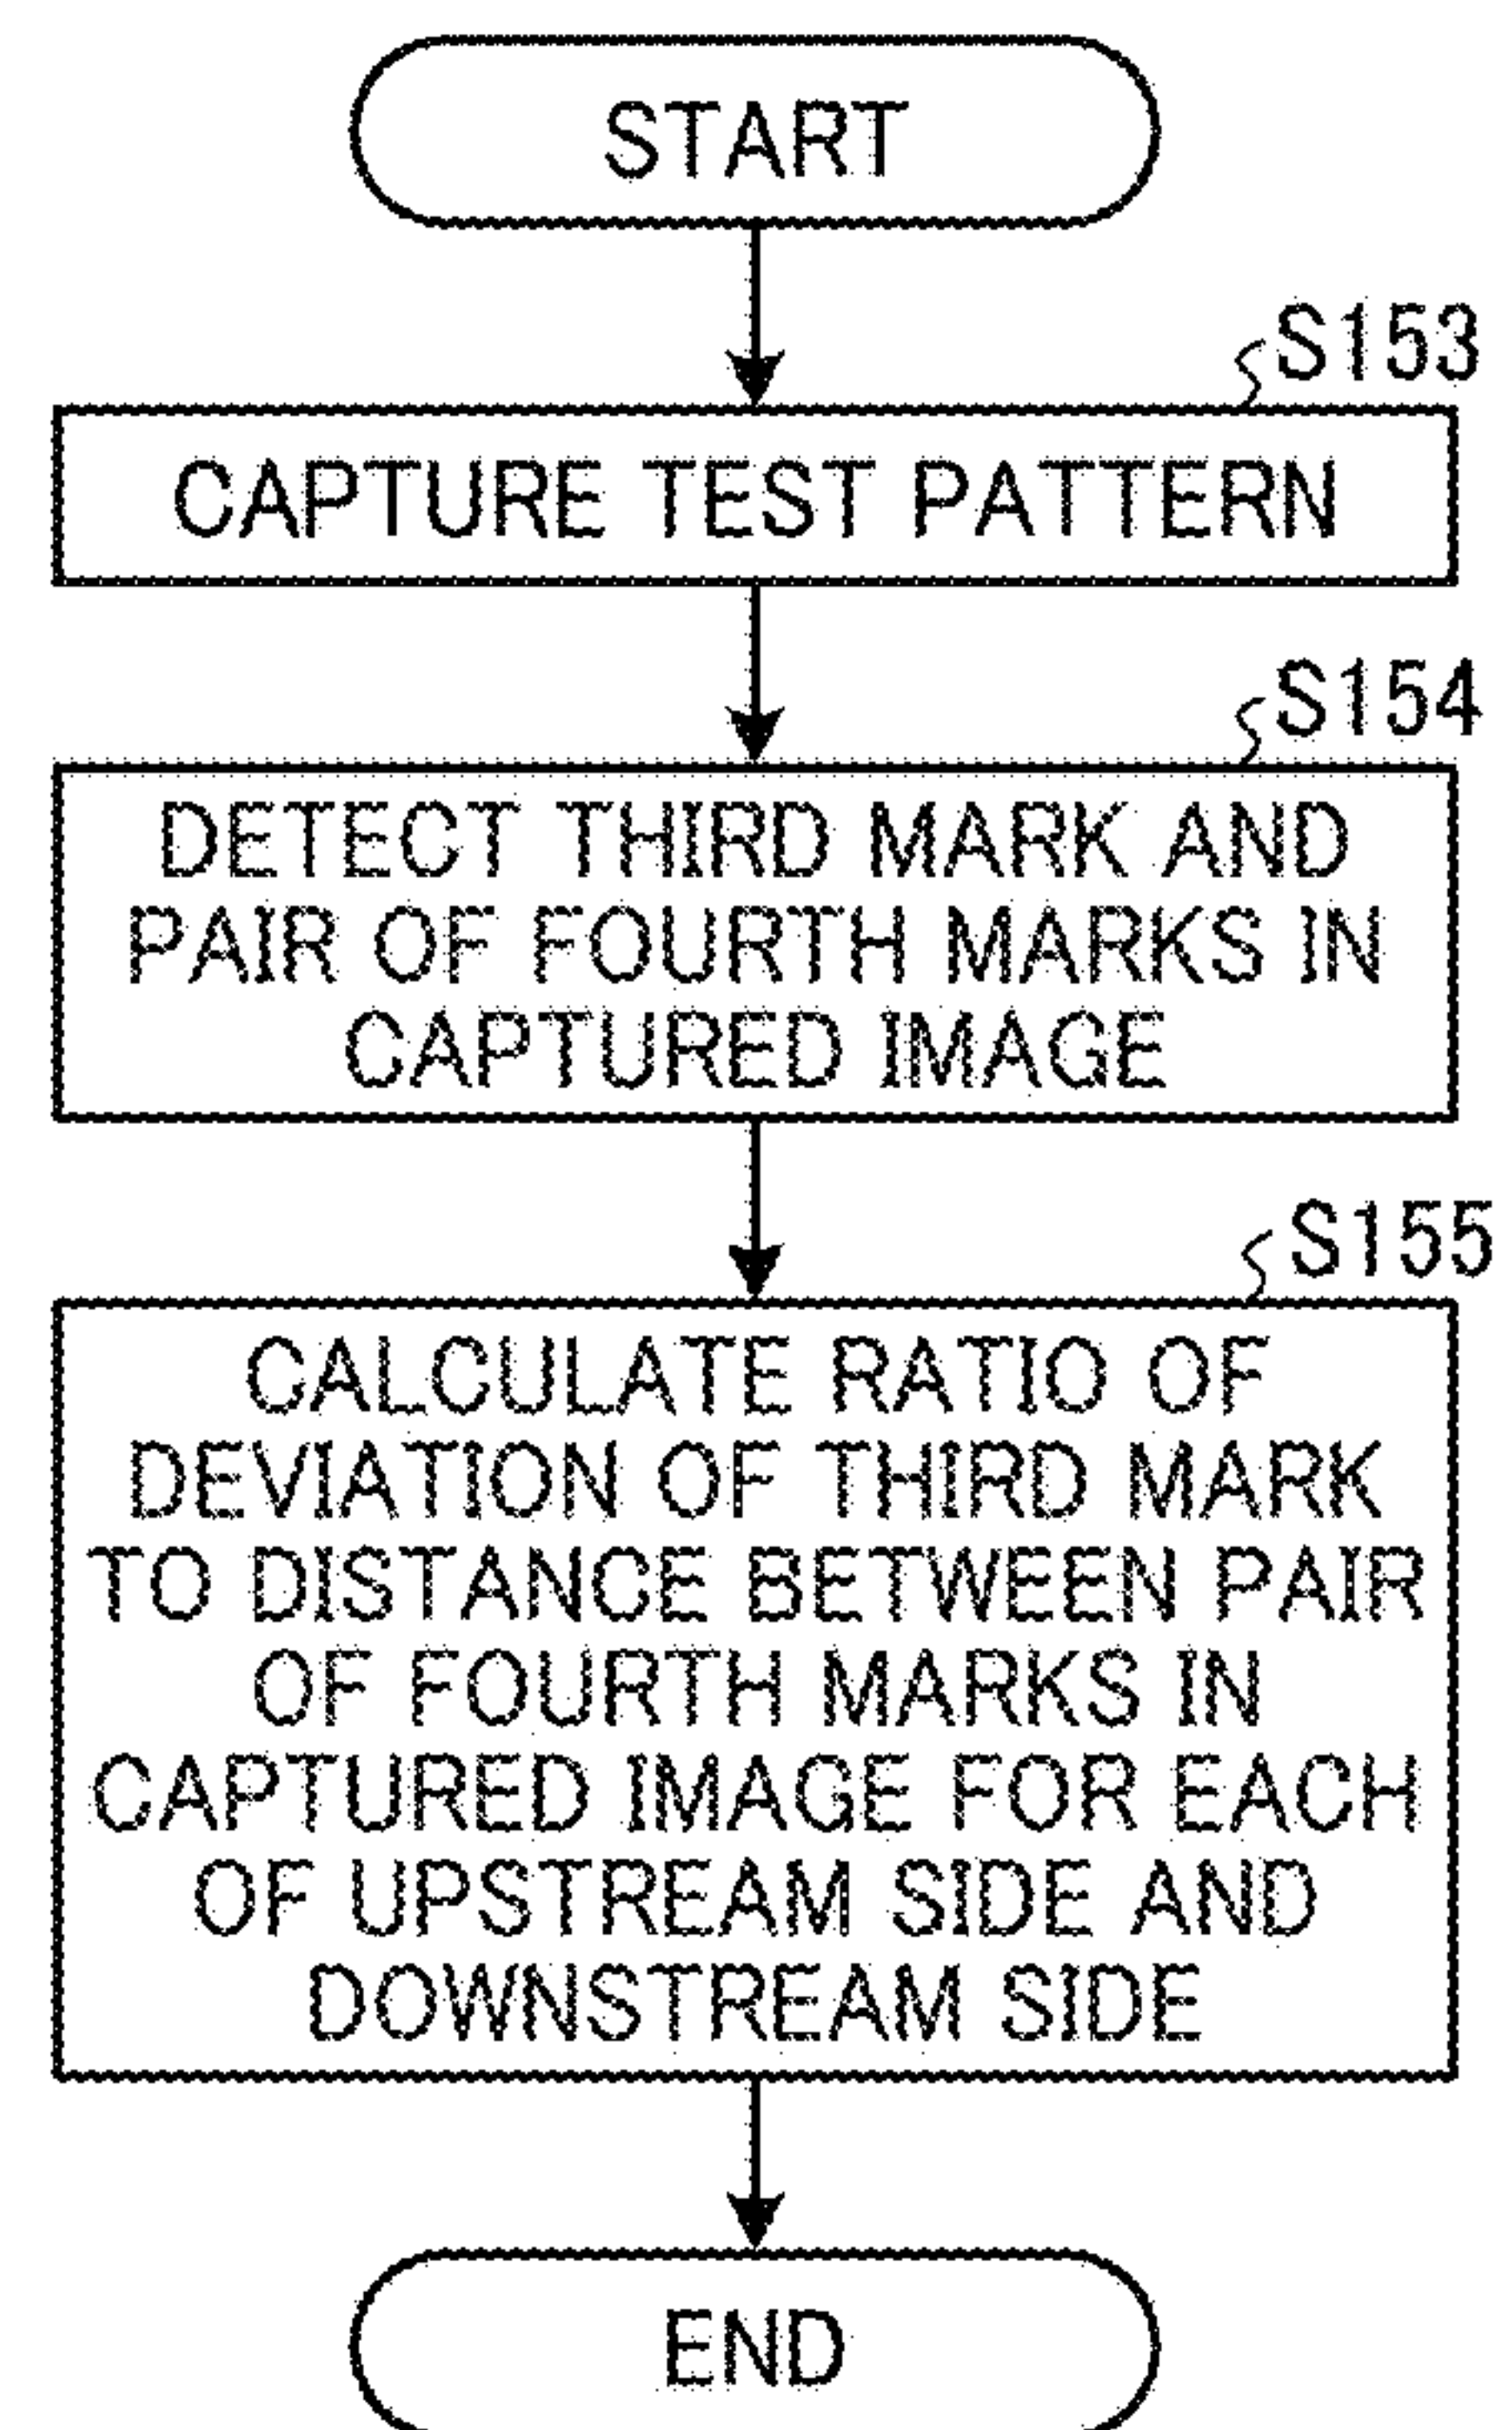 START
S153
CAPTURE TEST PATTERN
S154
DETECT THIRD MARK AND
PAIR OF FOURTH MARKS IN
CAPTURED IMAGE
S155
CALCULATE RATIO OF
DEVIATION OF THIRD MARK
TO DISTANCE BETWEEN PAIR
OF FOURTH MARKS IN
CAPTURED IMAGE FOR EACH
OF UPSTREAM SIDE AND
DOWNSTREAM SIDE
END